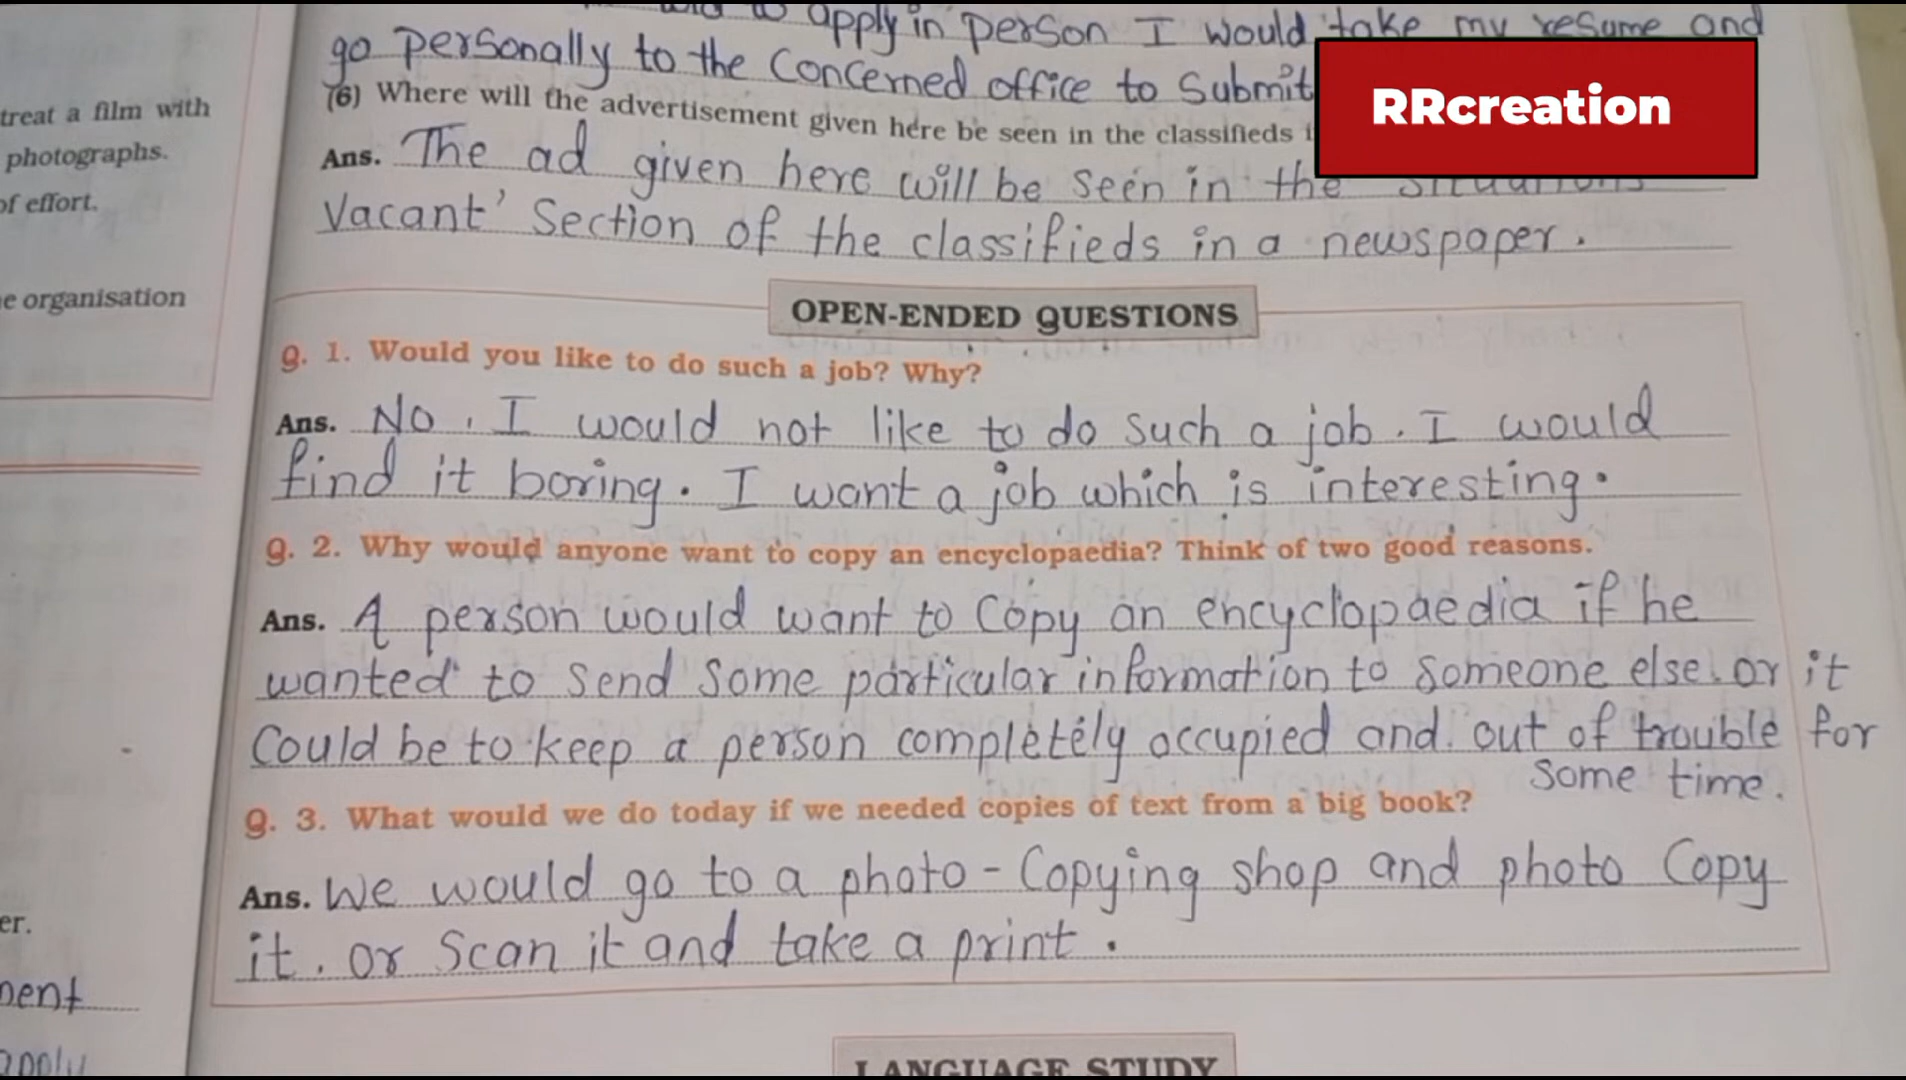 apply in person I would take my resume and
go personally to the Concerned office to Submit
RRcreation
(6) Where will the advertisement given here be seen in the classifieds
Ans. The ad given here will be seen in the situations
Vacant' Section of the classifieds in a newspaper.
treat a film with
photographs.
of effort.
organisation
OPEN-ENDED QUESTIONS
Q. 1. Would you like to do such a job? Why?
Ans. No, I would not like to do such a job. I would
find it boring. I want a job which is interesting.
Q. 2. Why would anyone want to copy an encyclopaedia? Think of two good reasons.
Ans. A person would want to Copy an encyclopaedia if he
wanted to send some particular information to someone else. or it
Could be to keep a person completely occupied and out of trouble for
some time.
Q. 3. What would we do today if we needed copies of text from a big book?
Ans. We would go to a photo-Copying shop and photo Copy
it. or Scan it and take a print.
er.
apply
LANGUAGE STUDY